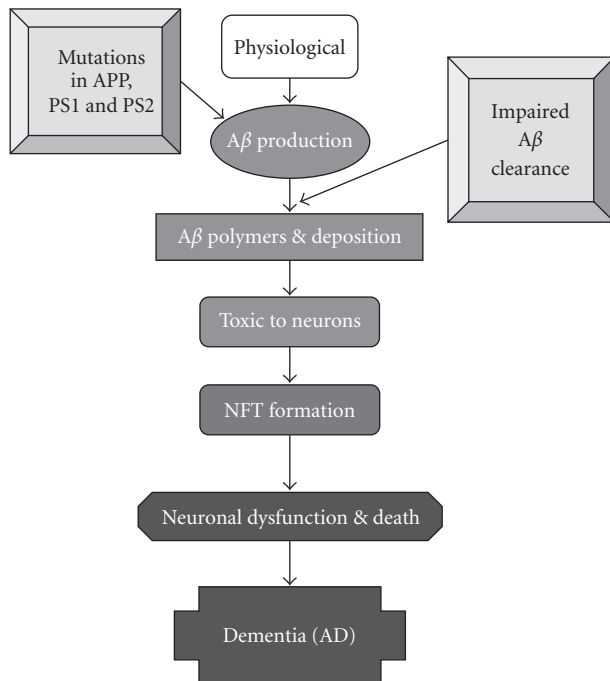 Mutations
in APP,
PS1 and PS2
Physiological
Impaired
Aβ
clearance
Aβ production
Aβ polymers & deposition
Toxic to neurons
NFT formation
Neuronal dysfunction & death
Dementia (AD)